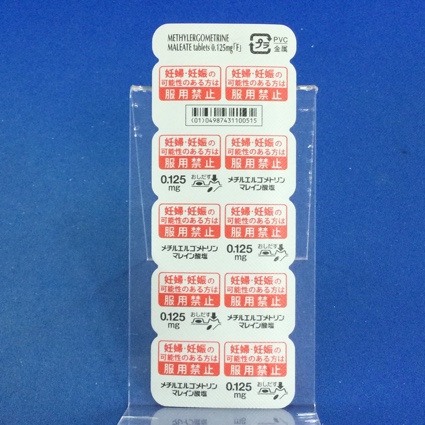 METHYLERGOMETRINE
MALEATE tablets 0.125mg「F」
プラ
PVC
金属
妊婦・妊娠の 妊婦・妊娠の
可能性のある方は 可能性のある方は
服用禁止 服用禁止
(01)04987431100515
妊婦・妊娠の 妊婦・妊娠の
可能性のある方は 可能性のある方は
服用禁止 服用禁止
0.125 おしだす メチルエルゴメトリン
mg マレイン酸塩
妊婦・妊娠の 妊婦・妊娠の
可能性のある方は 可能性のある方は
服用禁止 服用禁止
メチルエルゴメトリン 0.125 おしだす
マレイン酸塩 mg
妊婦・妊娠の 妊婦・妊娠の
可能性のある方は 可能性のある方は
服用禁止 服用禁止
0.125 おしだす メチルエルゴメトリン
mg マレイン酸塩
妊婦・妊娠の 妊婦・妊娠の
可能性のある方は 可能性のある方は
服用禁止 服用禁止
メチルエルゴメトリン 0.125 おしだす
マレイン酸塩 mg